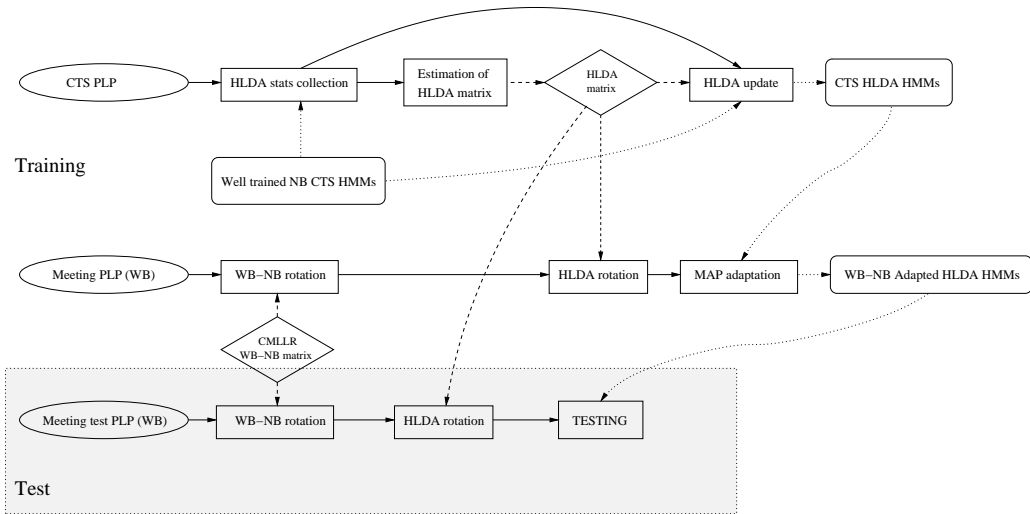 CTS PLP
HLDA stats collection
Estimation of
HLDA matrix
HLDA
matrix
HLDA update
CTS HLDA HMMs
Training
Well trained NB CTS HMMs
Meeting PLP (WB)
WB−NB rotation
HLDA rotation
MAP adaptation
WB−NB Adapted HLDA HMMs
CMLLR
WB−NB matrix
Meeting test PLP (WB)
WB−NB rotation
HLDA rotation
TESTING
Test